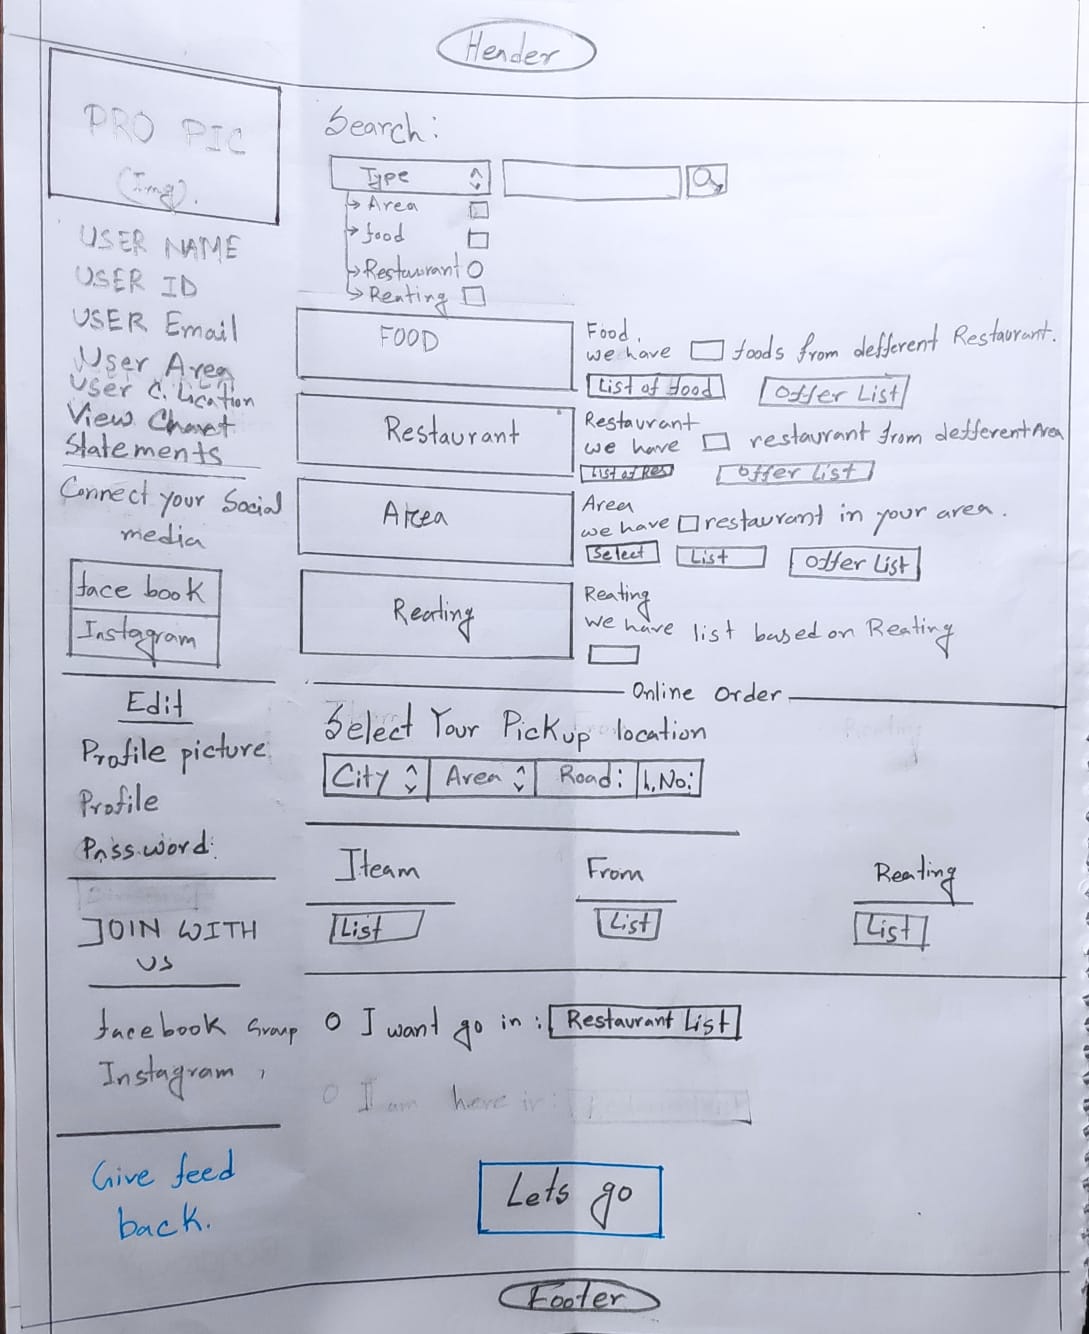 Hender
PRO PIC
(Img).
USER NAME
USER ID
USER Email
User Area
User C. Lication
View Chart
Statements
Connect your Social
media
face book
Instagram
Edit
Profile picture
Profile
Password:
JOIN WITH
US
facebook Group
Instagram
Give feed
back.
Search:
Type
Area
food
Restaurant
Reating
FOOD
Food.
we have foods from defferent Restaurant.
List of food Offer List
Restaurant
Restaurant
we have restaurant from defferent Area
List of Res Offer List
Area
Area
we have restaurant in your area.
Select List Offer List
Reating
Reating
we have list based on Reating
Online Order
Select Your Pickup location
City Area Road: h,No:
Iteam From Reating
List List List
I want go in: Restaurant List
I am here in:
Lets go
Footer